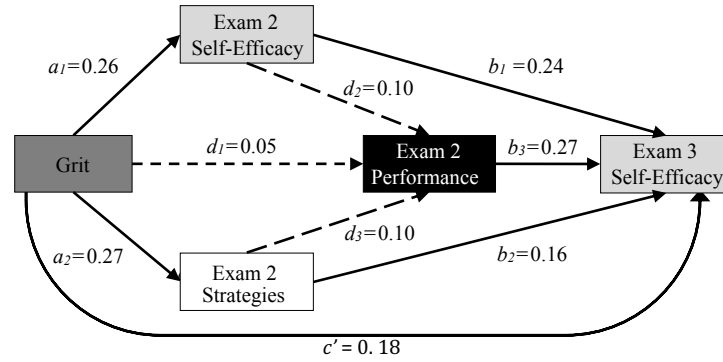 Exam 2
Self-Efficacy
a₁=0.26
b₁ =0.24
d₂=0.10
Grit
d₁=0.05
Exam 2
Performance
b₃=0.27
Exam 3
Self-Efficacy
a₂=0.27
d₃=0.10
Exam 2
Strategies
b₂=0.16
c’ = 0. 18